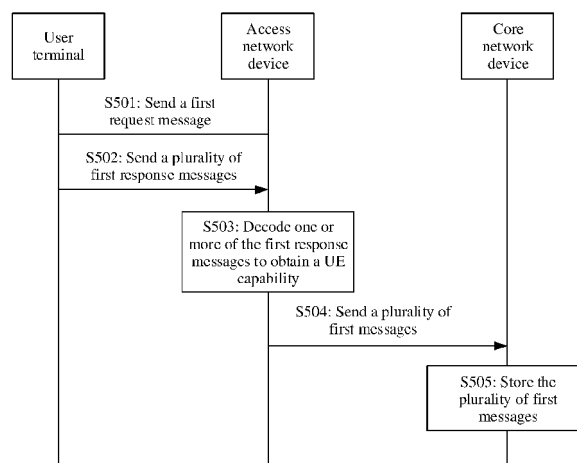 User
terminal
Access
network
device
Core
network
device
S501: Send a first
request message
S502: Send a plurality of
first response messages
S503: Decode one or
more of the first response
messages to obtain a UE
capability
S504: Send a plurality of
first messages
S505: Store the
plurality of first
messages